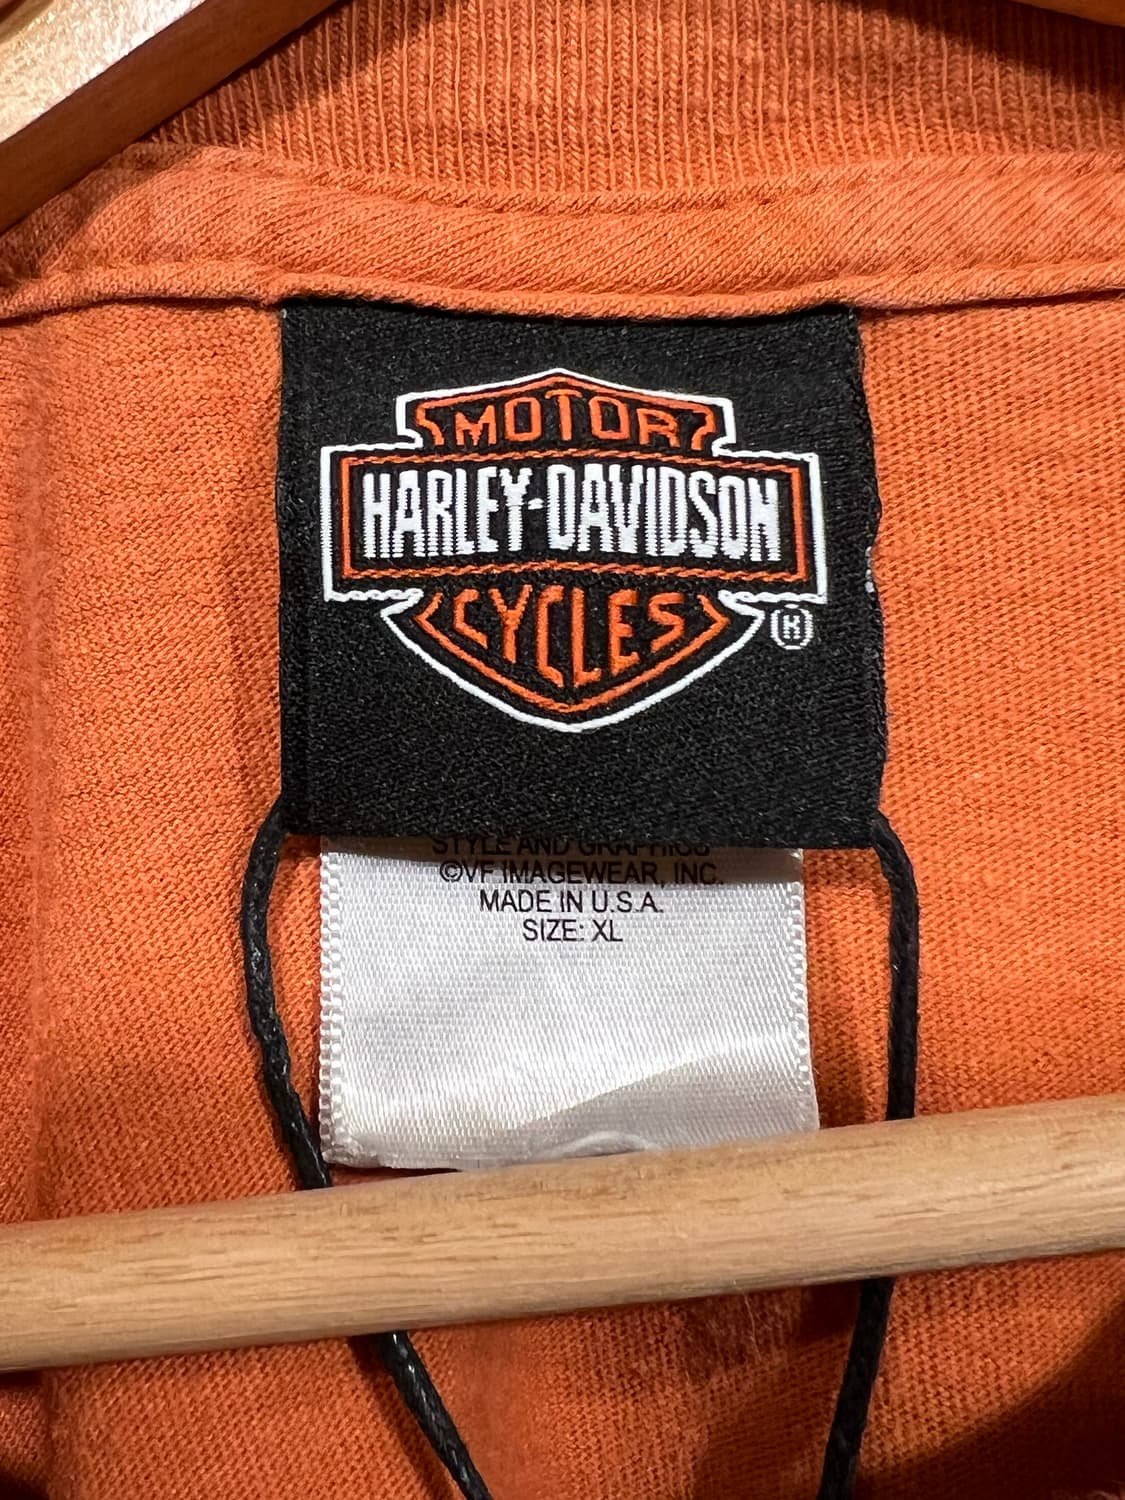 MOTOR
HARLEY-DAVIDSON
CYCLES
®
STYLE AND GRAPHICS
©VF IMAGEWEAR, INC.
MADE IN U.S.A.
SIZE: XL